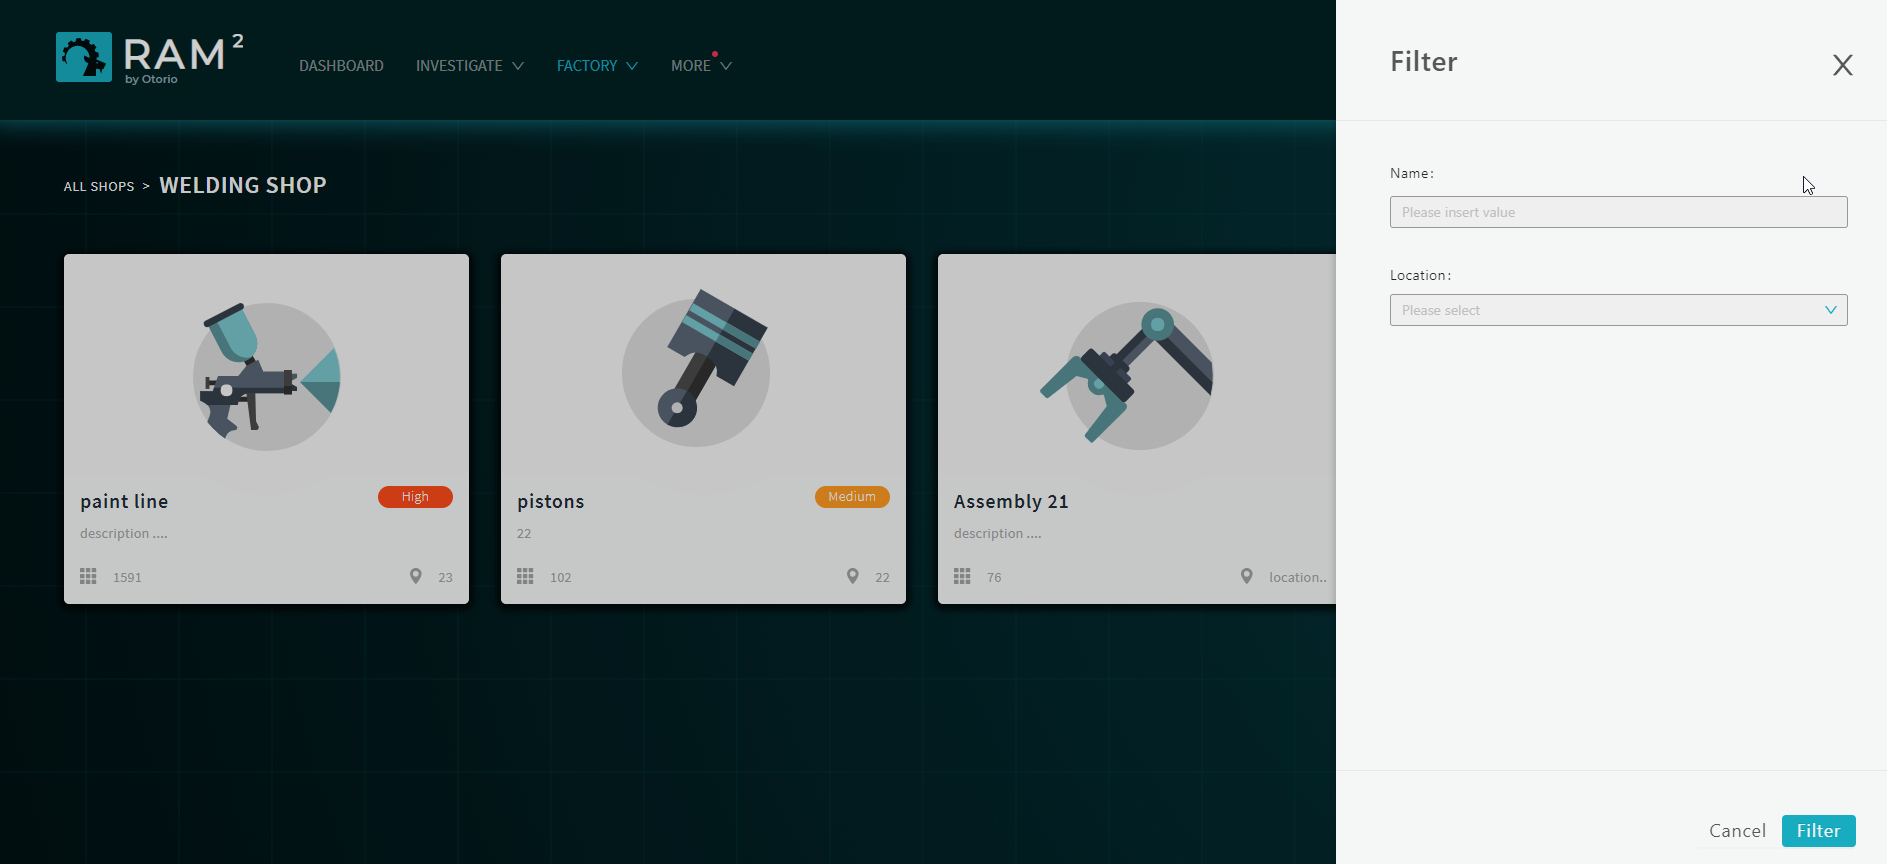 RAM 2
by Otorio
DASHBOARD INVESTIGATE FACTORY MORE
ALL SHOPS > WELDING SHOP
paint line
High
description ....
1591
23
pistons
Medium
22
102
22
Assembly 21
description ....
76
location..
Filter
Name:
Please insert value
Location:
Please select
Cancel
Filter